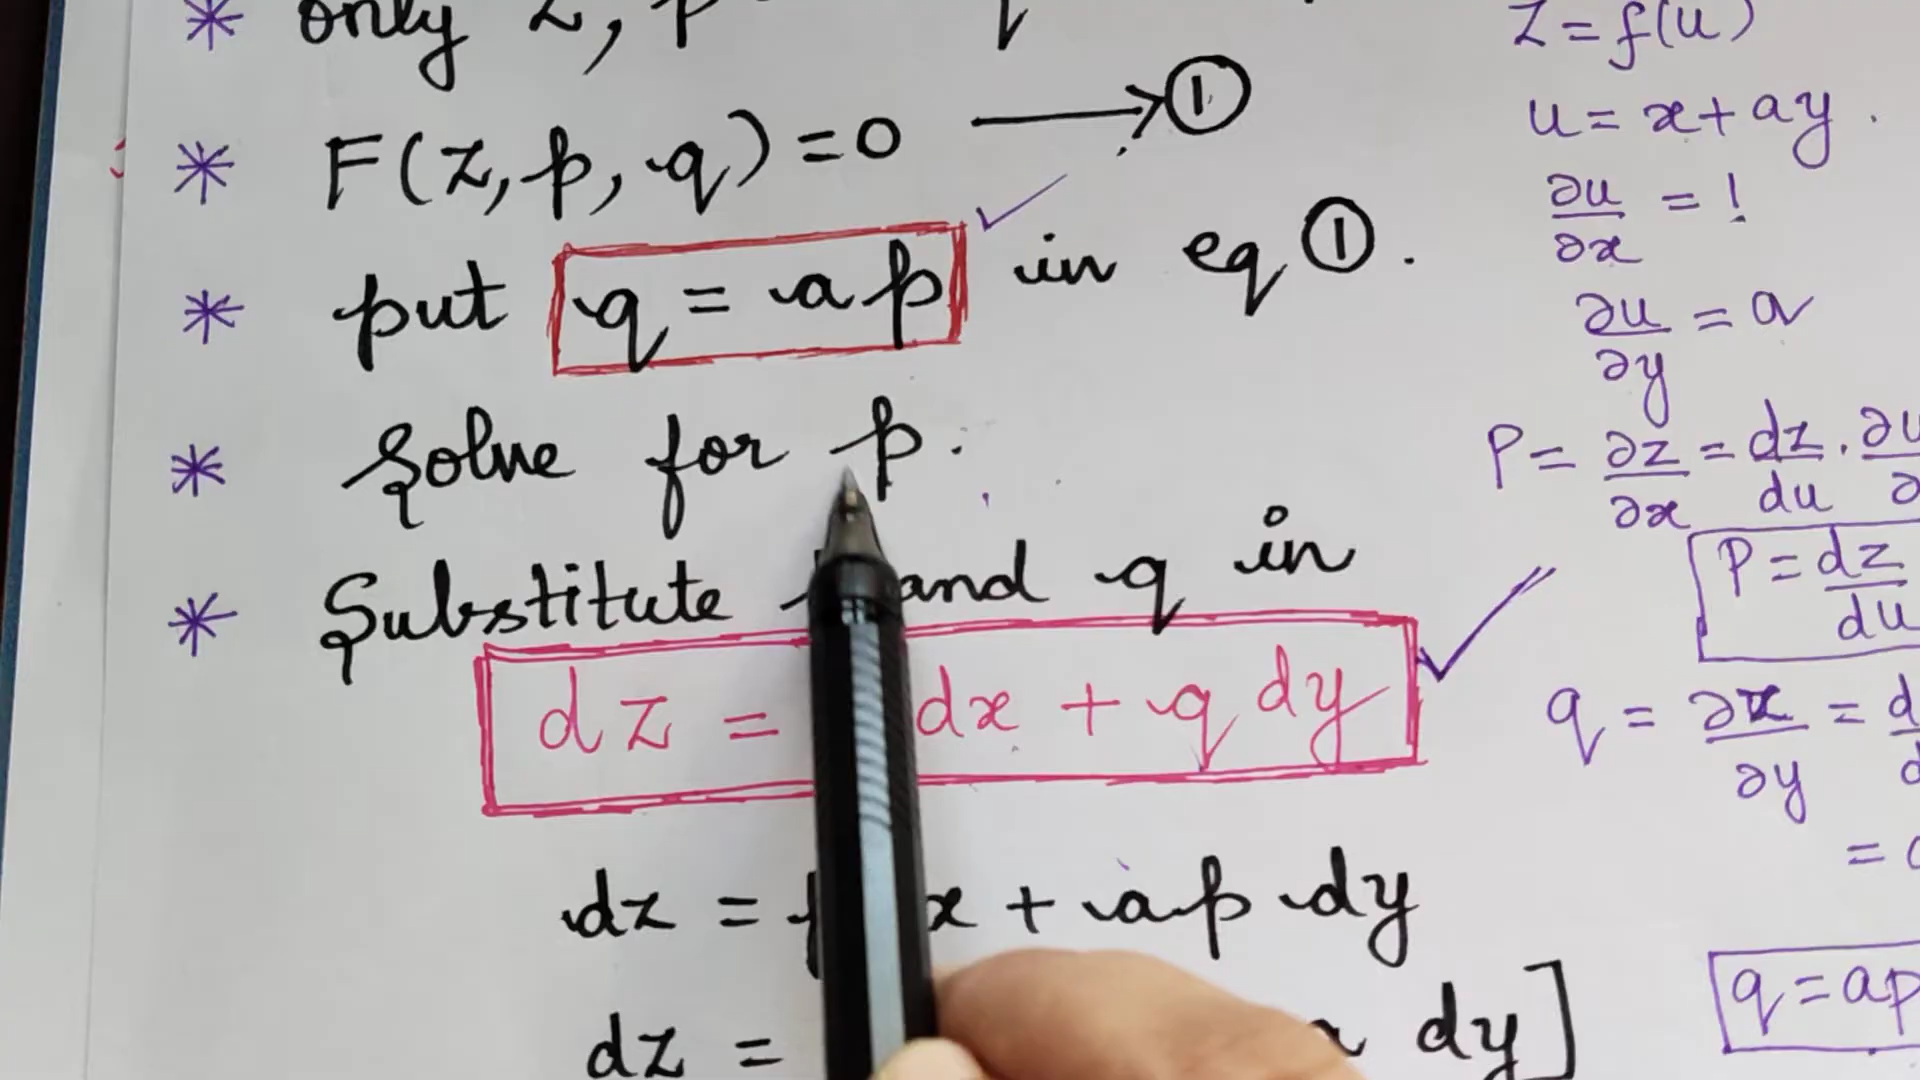 * only z, p q
* F(z, p, q) = 0 → ①
* put q = ap in eq ①.
* Solve for p.
* Substitute and q in
dz = dx + q dy
dz = x + ap dy
dz = dy]
z = f(u)
u = x + ay.
∂u/∂x = 1
∂u/∂y = a
P = ∂z/∂x = dz/du . ∂u/∂
P = dz/du
q = ∂z/∂y = d/d
=
q = ap